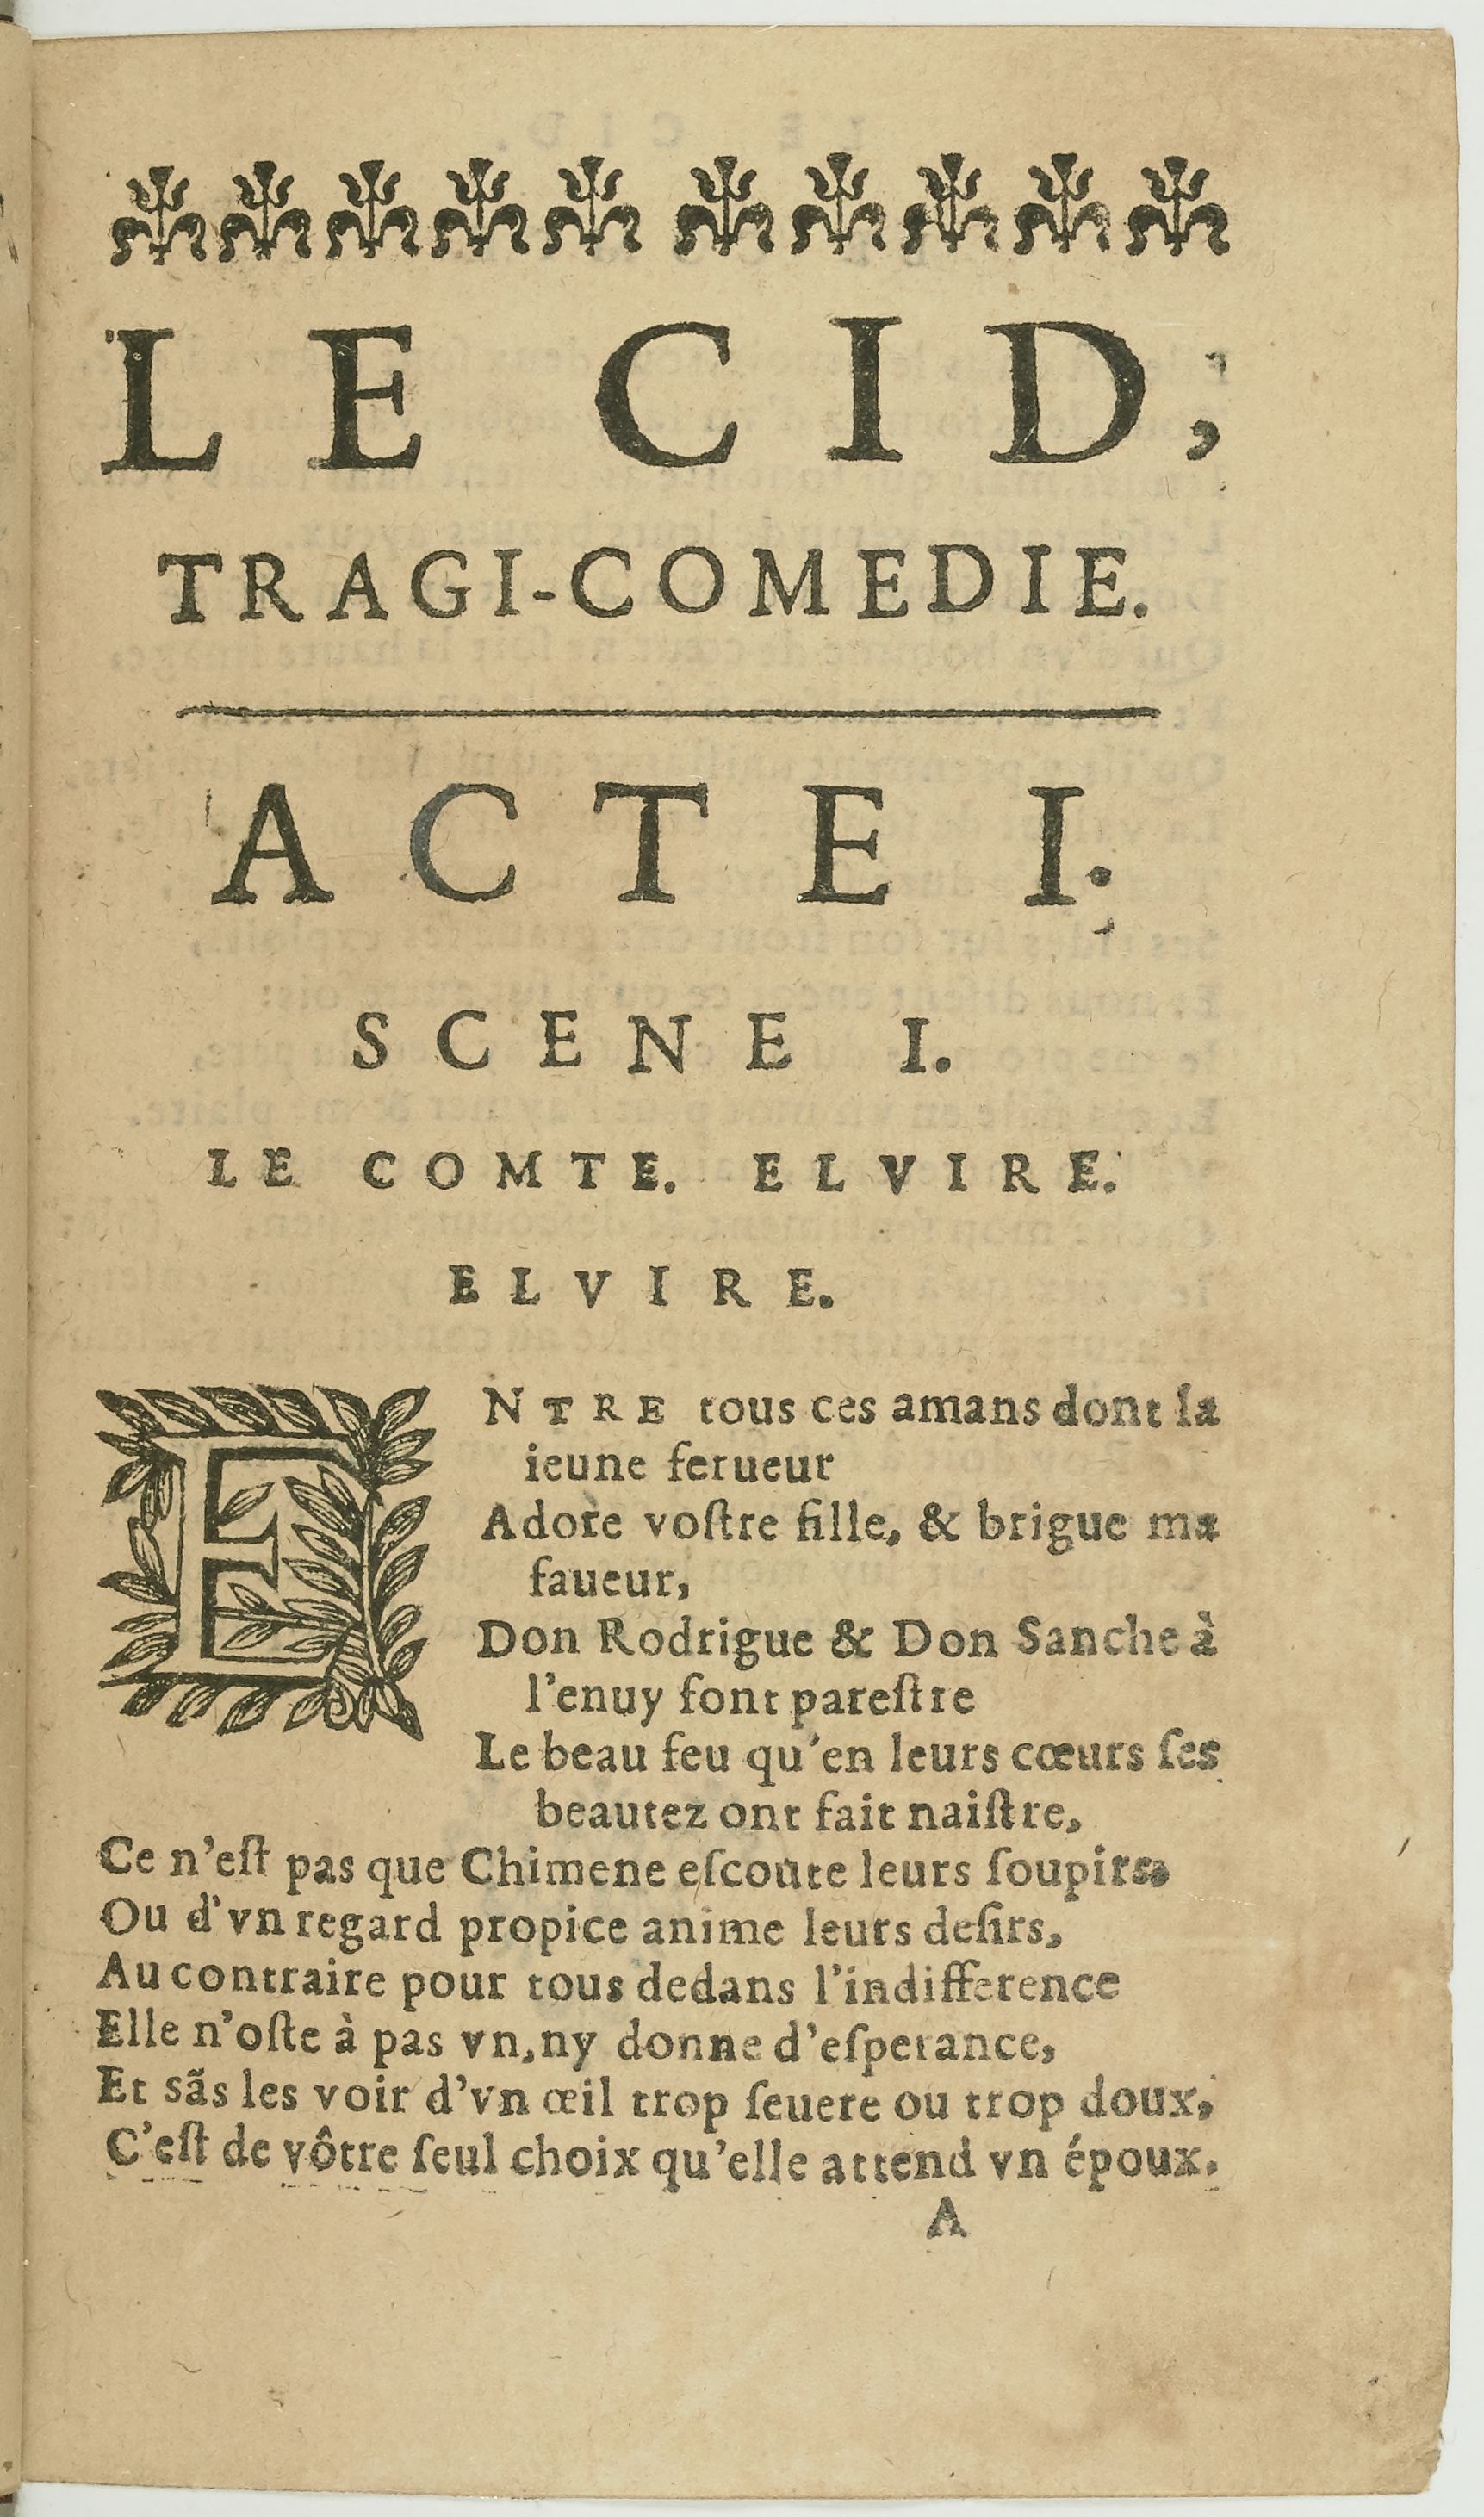 LE CID,
TRAGI-COMEDIE.
ACTE I.
SCENE I.
LE COMTE. ELVIRE.
ELVIRE.
ENTRE tous ces amans dont la
ieune ferueur
Adore voſtre fille, & brigue ma
faueur,
Don Rodrigue & Don Sanche à
l'enuy font pareſtre
Le beau feu qu'en leurs cœurs ſes
beautez ont fait naiſtre,
Ce n'eſt pas que Chimene eſcoute leurs ſoupirs,
Ou d'vn regard propice anime leurs deſirs,
Au contraire pour tous dedans l'indifference
Elle n'oſte à pas vn, ny donne d'eſperance,
Et sãs les voir d'vn œil trop ſeuere ou trop doux,
C'eſt de vôtre ſeul choix qu'elle attend vn époux.
A